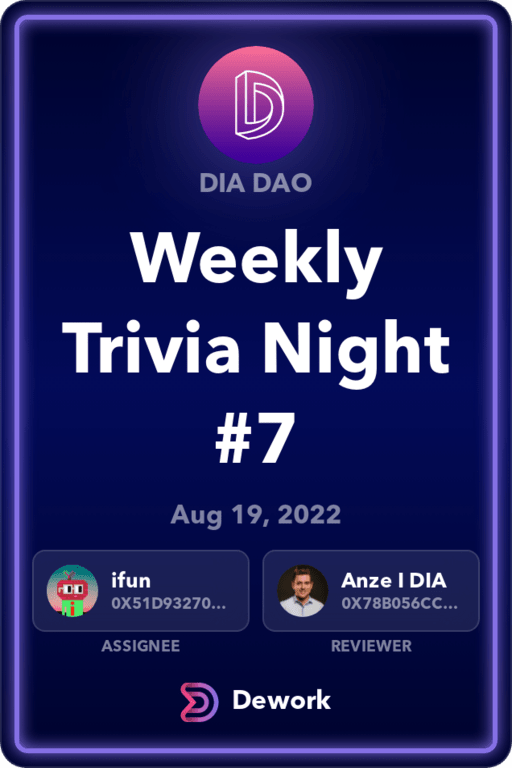 DIA DAO
Weekly
Trivia Night
#7
Aug 19, 2022
ifun
0X51D93270...
ASSIGNEE
Anze I DIA
0X78B056CC...
REVIEWER
Dework